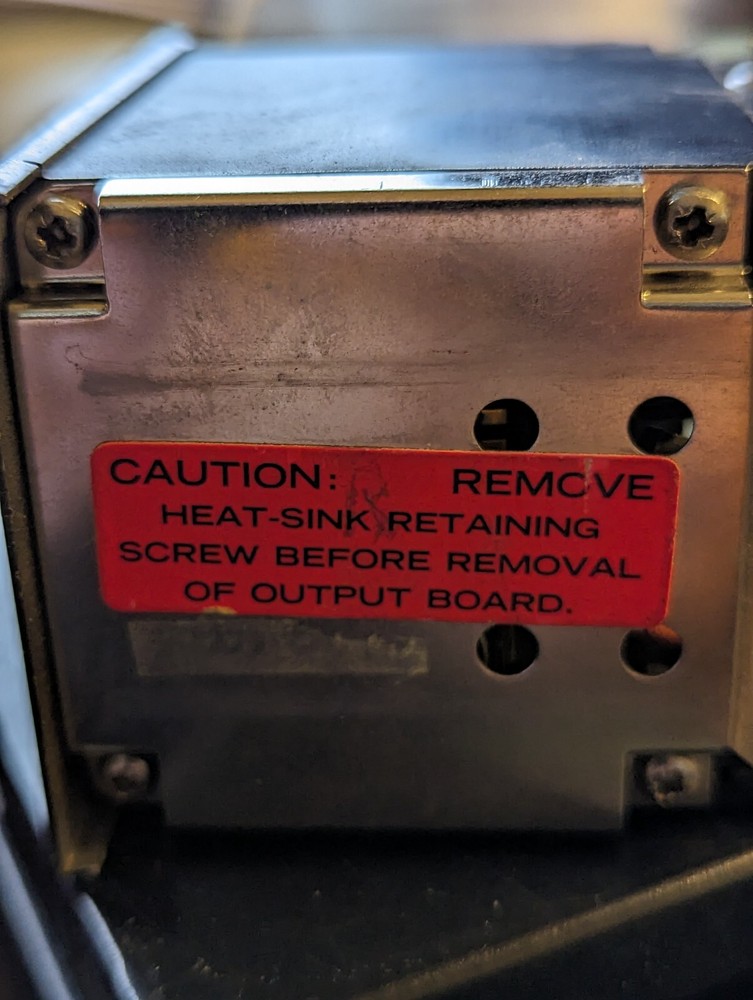 CAUTION: REMOVE
HEAT-SINK RETAINING
SCREW BEFORE REMOVAL
OF OUTPUT BOARD.